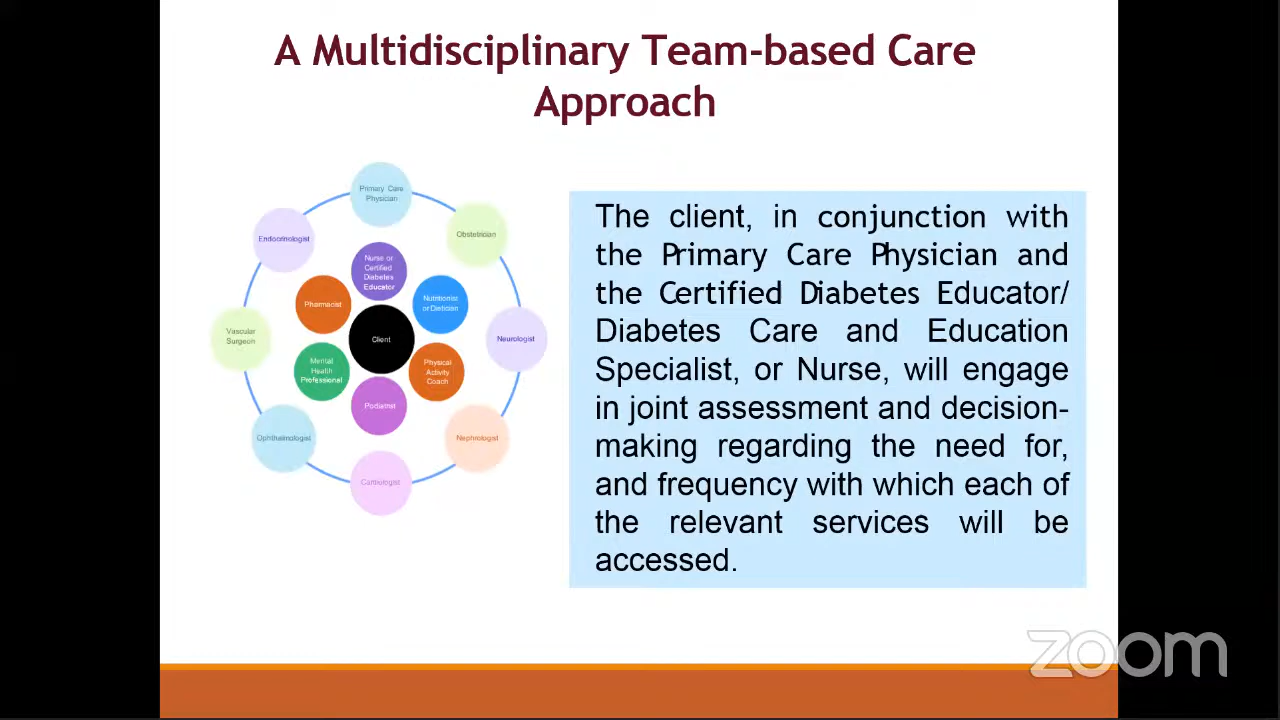 A Multidisciplinary Team-based Care
Approach
Primary Care
Physician
Endocrinologist
Obstetrician
Nurse or
Certified
Diabetes
Educator
Pharmacist
Nutritionist
or Dietician
Vascular
Surgeon
Client
Neurologist
Mental
Health
Professional
Physical
Activity
Coach
Podiatrist
Ophthalmologist
Nephrologist
Cardiologist
The client, in conjunction with
the Primary Care Physician and
the Certified Diabetes Educator/
Diabetes Care and Education
Specialist, or Nurse, will engage
in joint assessment and decision-
making regarding the need for,
and frequency with which each of
the relevant services will be
accessed.
zoom